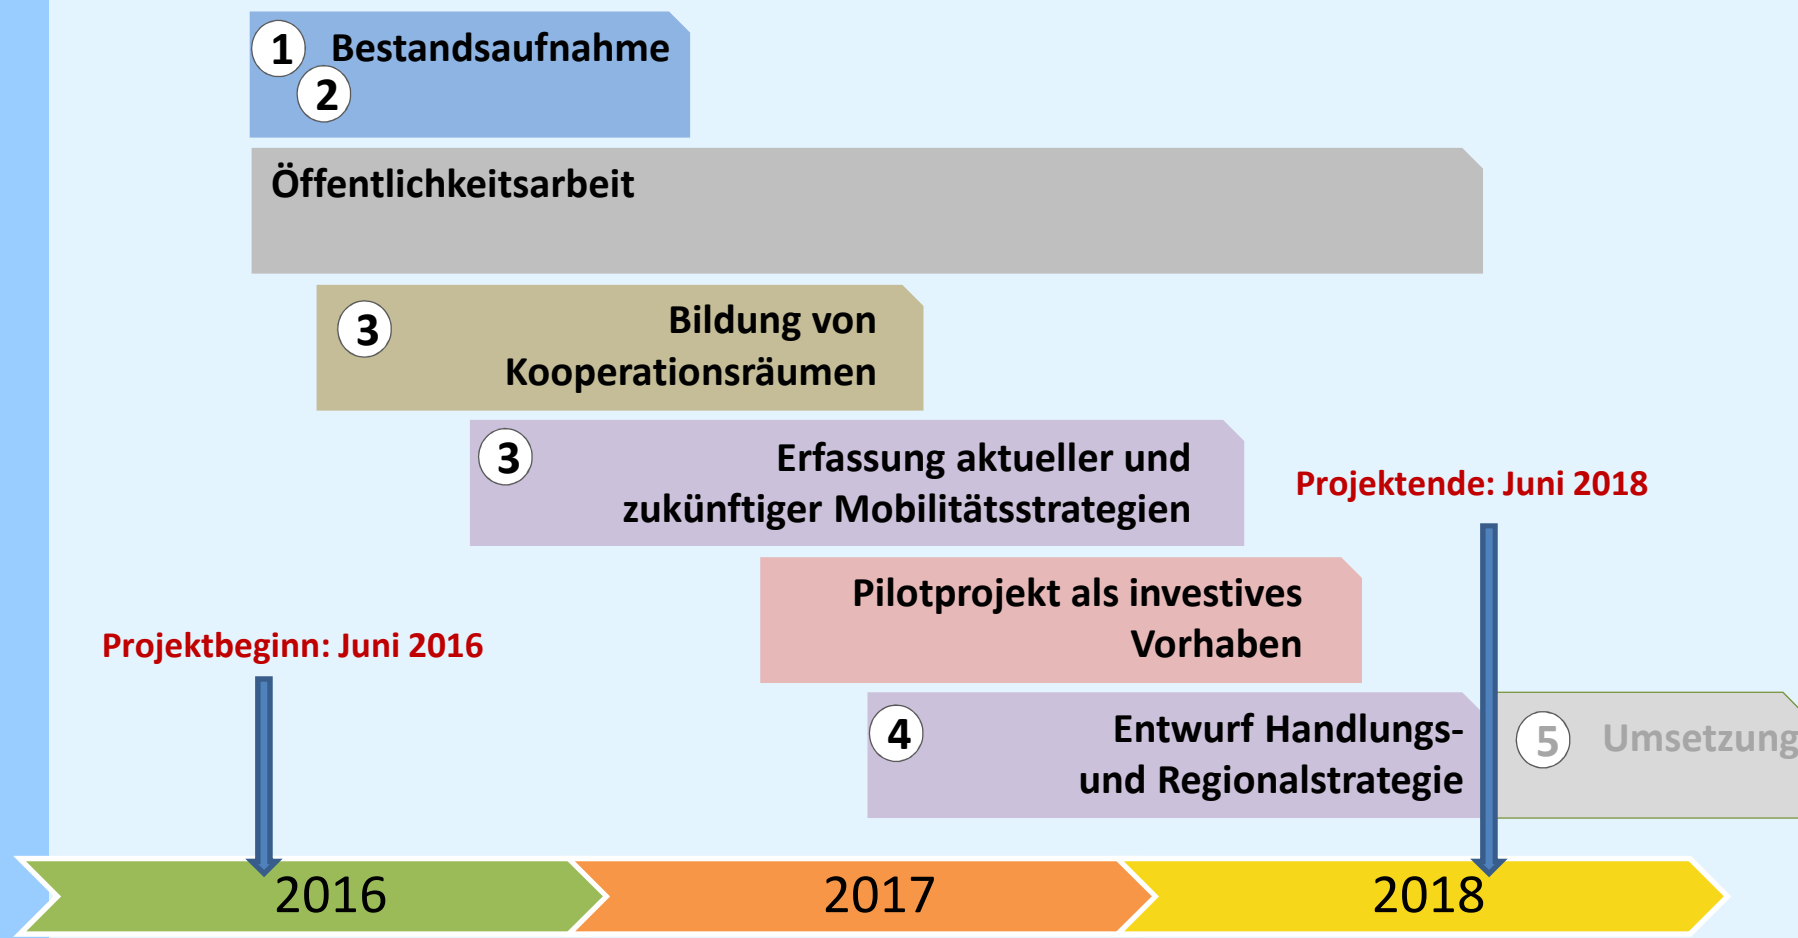 1 Bestandsaufnahme
2
Öffentlichkeitsarbeit
3 Bildung von
Kooperationsräumen
3 Erfassung aktueller und
zukünftiger Mobilitätsstrategien
Projektende: Juni 2018
Pilotprojekt als investives
Vorhaben
Projektbeginn: Juni 2016
4 Entwurf Handlungs-
und Regionalstrategie
5 Umsetzung
2016 2017 2018